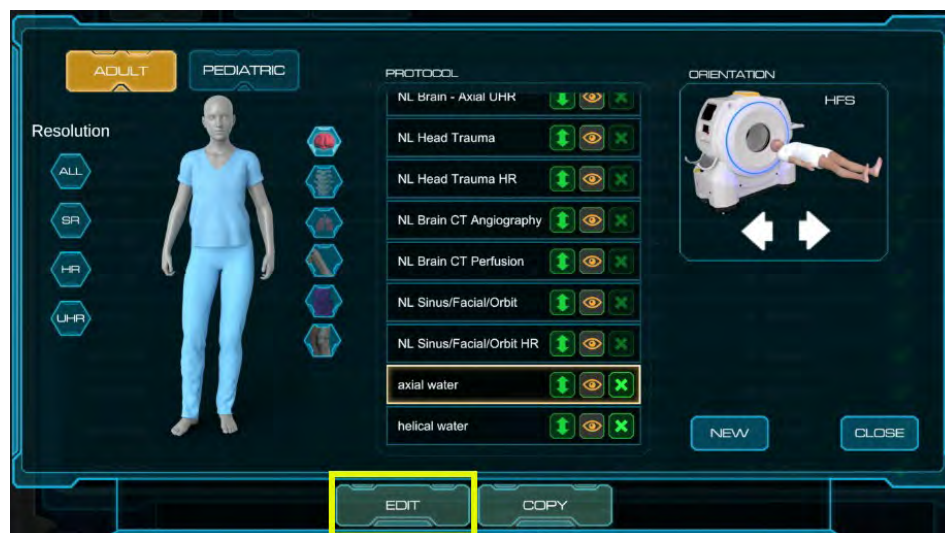 ADULT
PEDIATRIC
Resolution
ALL
SR
HR
UHR
PROTOCOL
NL Brain - Axial UHR
NL Head Trauma
NL Head Trauma HR
NL Brain CT Angiography
NL Brain CT Perfusion
NL Sinus/Facial/Orbit
NL Sinus/Facial/Orbit HR
axial water
helical water
ORIENTATION
HFS
NEW
CLOSE
EDIT
COPY